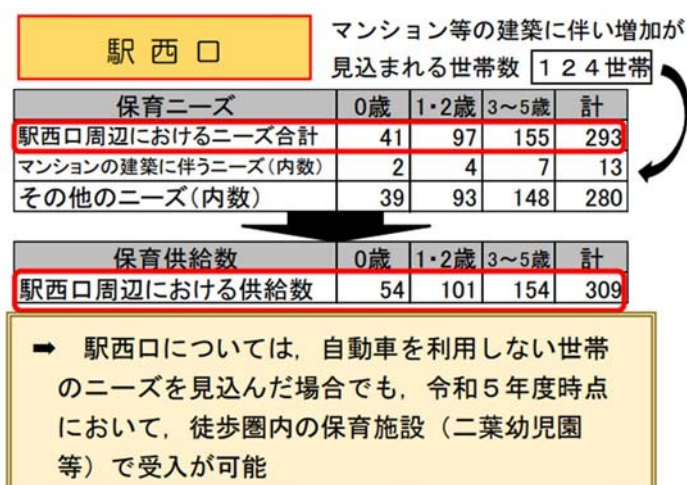 駅西口
マンション等の建築に伴い増加が
見込まれる世帯数 124世帯
保育ニーズ 0歳 1・2歳 3~5歳 計
駅西口周辺におけるニーズ合計 41 97 155 293
マンションの建築に伴うニーズ(内数) 2 4 7 13
その他のニーズ(内数) 39 93 148 280
保育供給数 0歳 1・2歳 3~5歳 計
駅西口周辺における供給数 54 101 154 309
➡ 駅西口については,自動車を利用しない世帯
のニーズを見込んだ場合でも,令和5年度時点
において,徒歩圏内の保育施設(二葉幼児園
等)で受入が可能